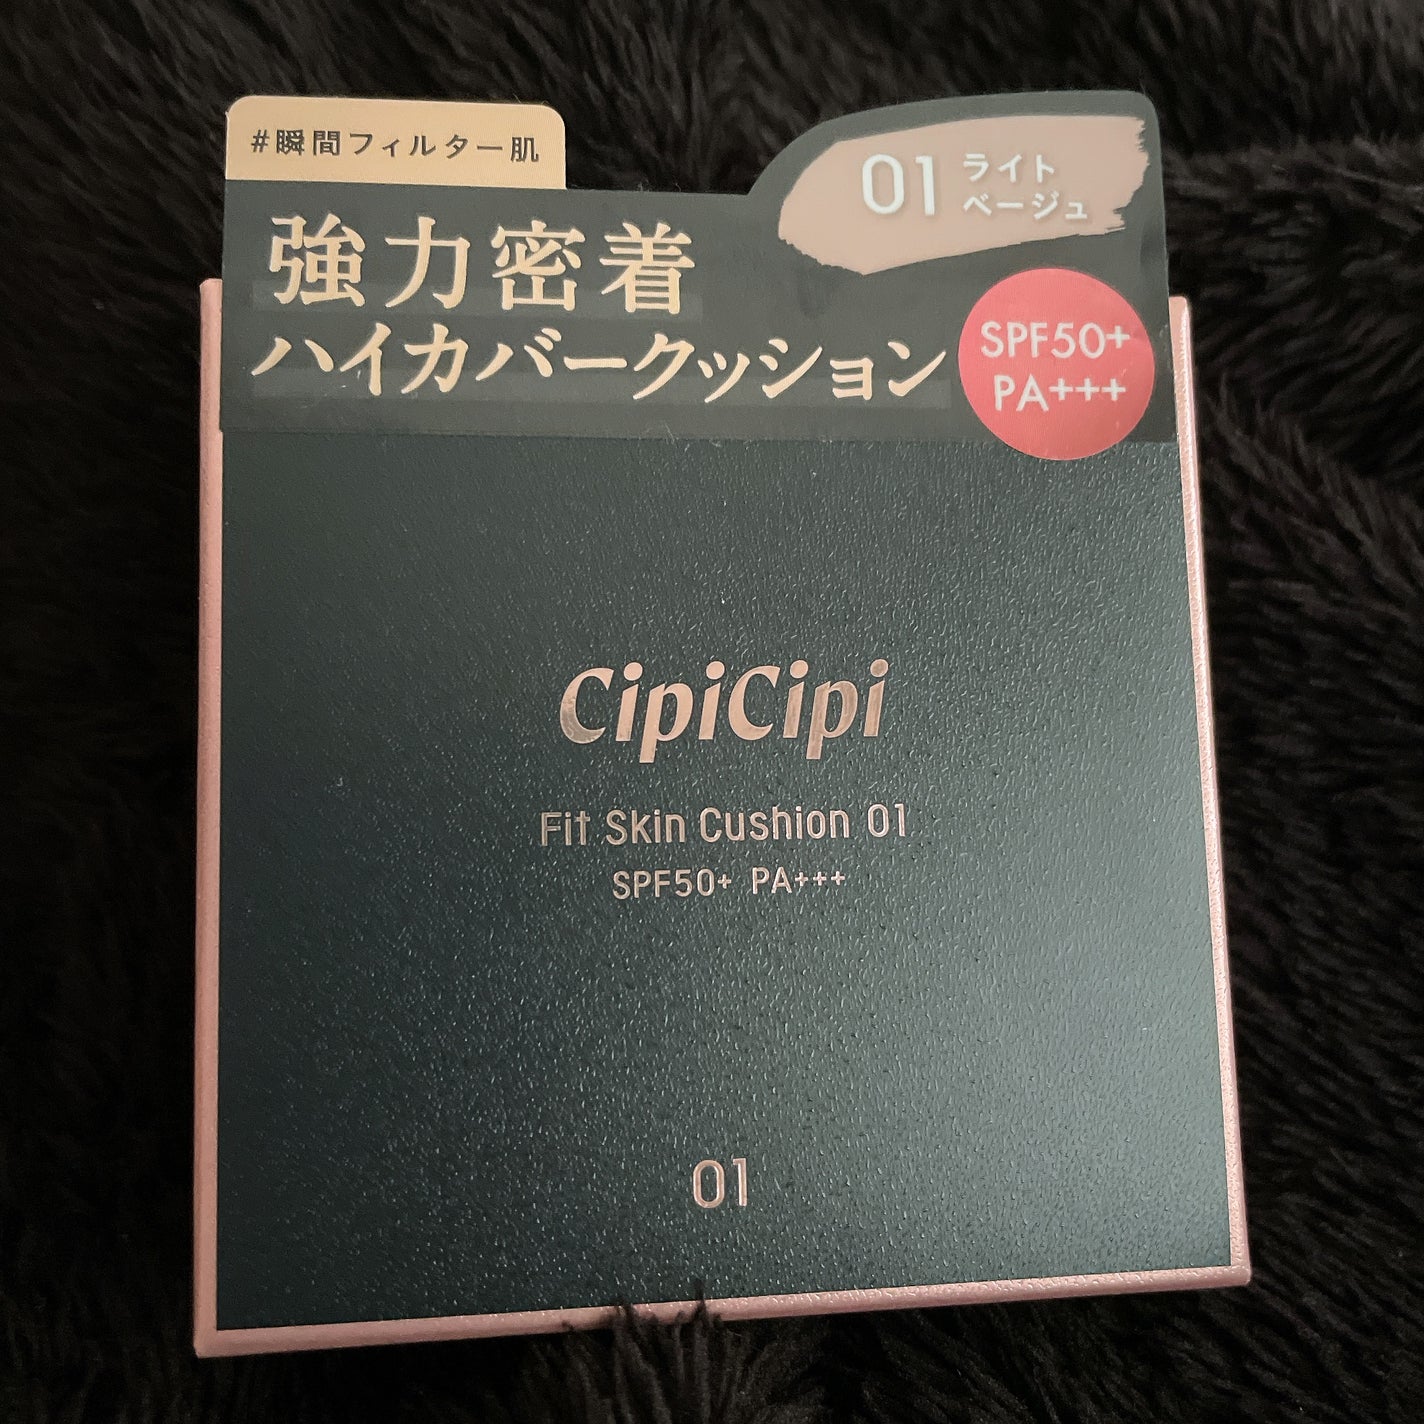 #瞬間フィルター肌
01 ライト
ベージュ
強力密着
ハイカバークッション
SPF50+
PA+++
CipiCipi
Fit Skin Cushion 01
SPF50+ PA+++
01